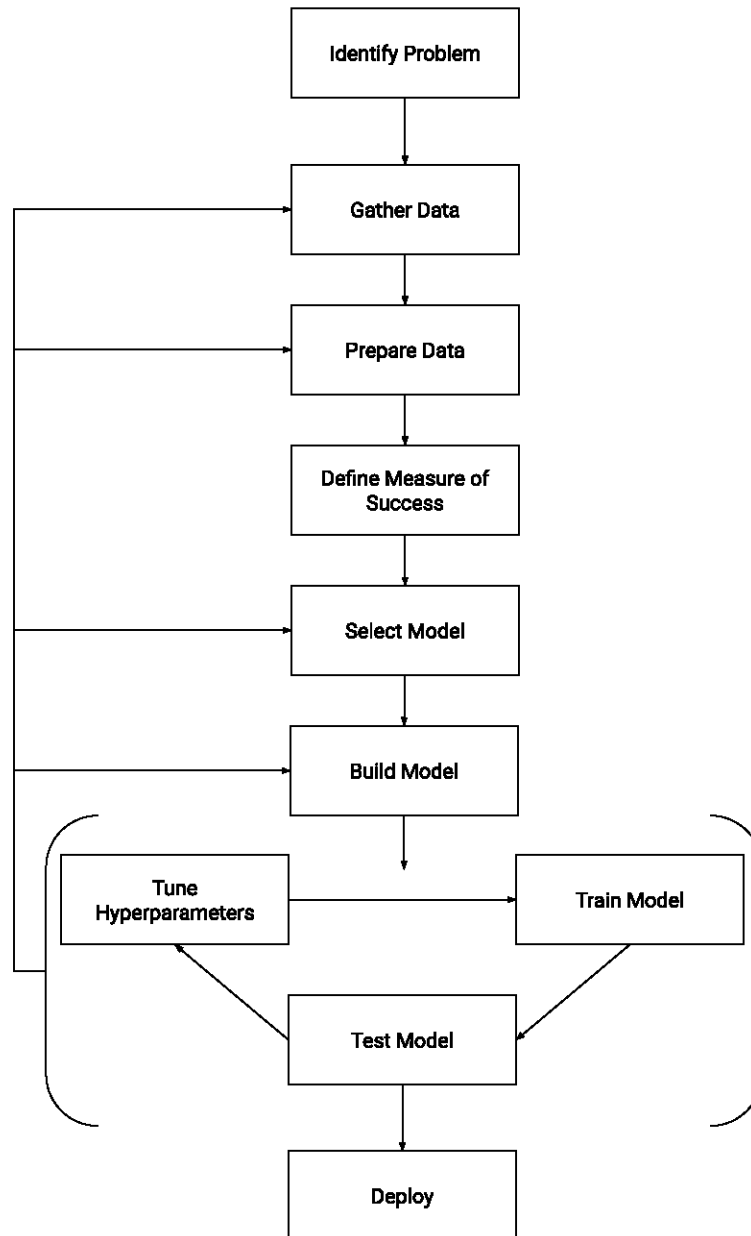 Identify Problem
Gather Data
Prepare Data
Define Measure of
Success
Select Model
Build Model
Tune
Hyperparameters
Train Model
Test Model
Deploy